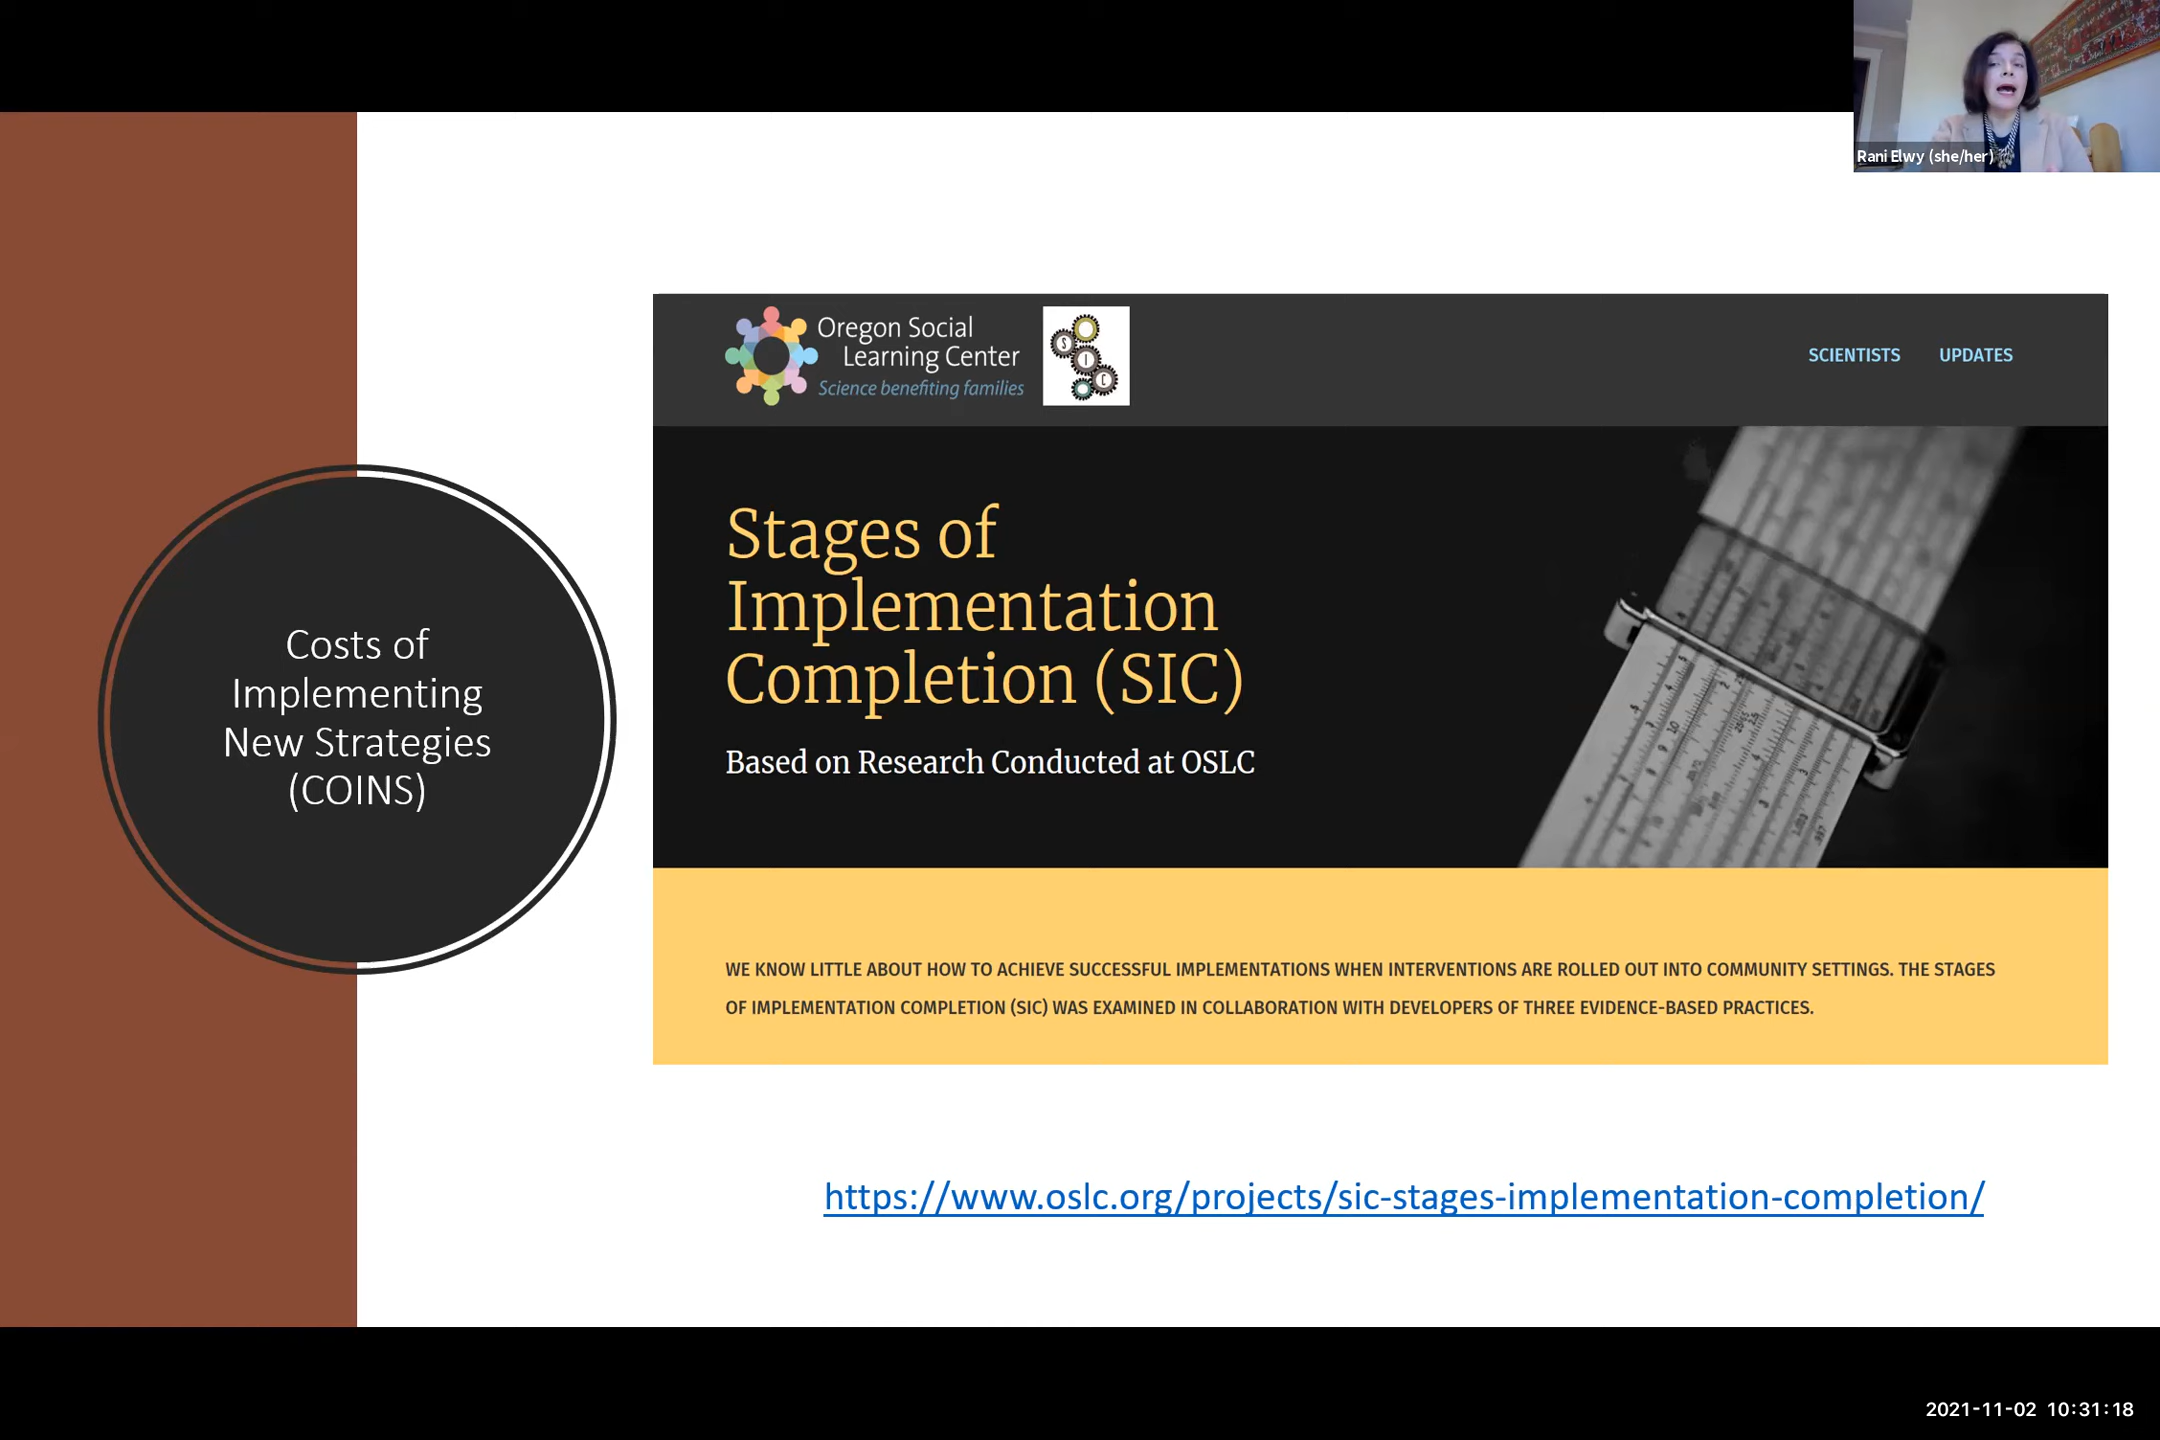 Rani Elwy (she/her)
Oregon Social
Learning Center
Science benefiting families
S
I
C
SCIENTISTS UPDATES
Stages of
Implementation
Completion (SIC)
Based on Research Conducted at OSLC
Costs of
Implementing
New Strategies
(COINS)
WE KNOW LITTLE ABOUT HOW TO ACHIEVE SUCCESSFUL IMPLEMENTATIONS WHEN INTERVENTIONS ARE ROLLED OUT INTO COMMUNITY SETTINGS. THE STAGES
OF IMPLEMENTATION COMPLETION (SIC) WAS EXAMINED IN COLLABORATION WITH DEVELOPERS OF THREE EVIDENCE-BASED PRACTICES.
https://www.oslc.org/projects/sic-stages-implementation-completion/
2021-11-02 10:31:18